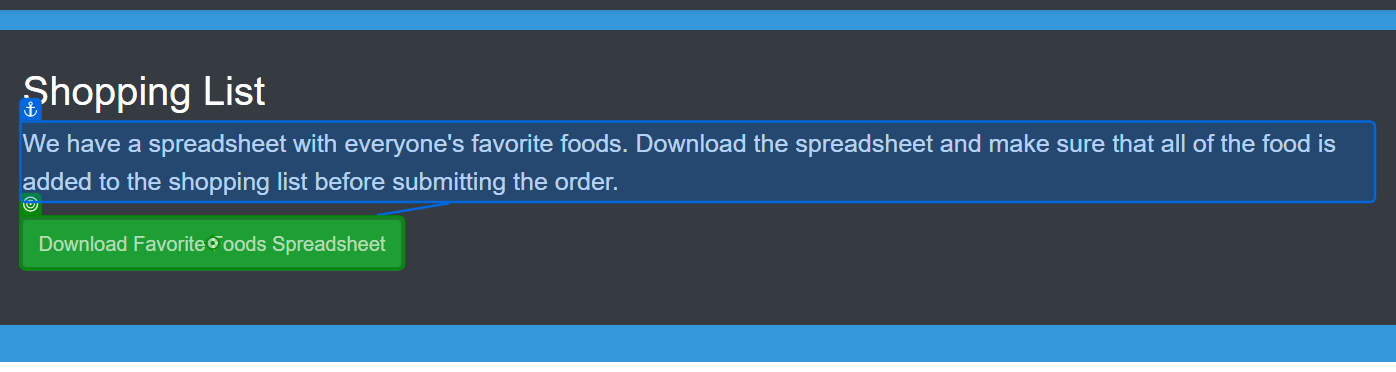 Shopping List
We have a spreadsheet with everyone's favorite foods. Download the spreadsheet and make sure that all of the food is
added to the shopping list before submitting the order.
Download Favorite Foods Spreadsheet